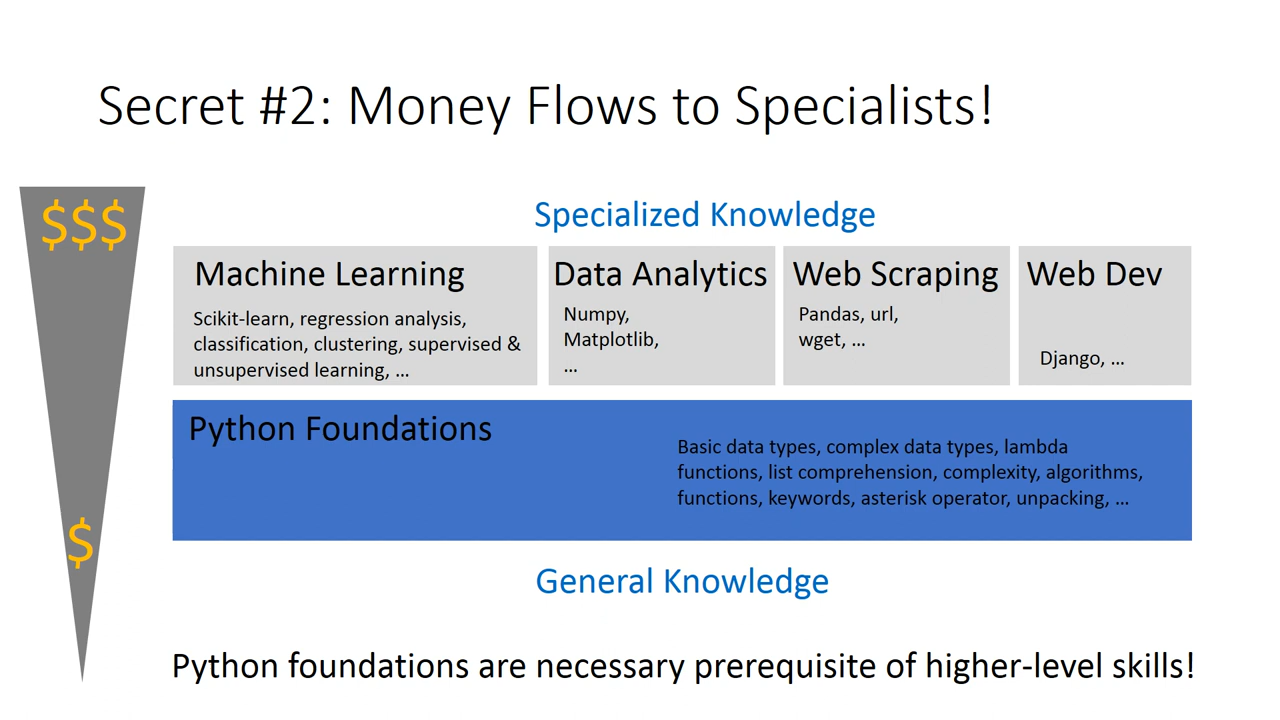 Secret #2: Money Flows to Specialists!
$$$
$
Specialized Knowledge
Machine Learning
Scikit-learn, regression analysis,
classification, clustering, supervised &
unsupervised learning, …
Data Analytics
Numpy,
Matplotlib,
…
Web Scraping
Pandas, url,
wget, …
Web Dev
Django, …
Python Foundations
Basic data types, complex data types, lambda
functions, list comprehension, complexity, algorithms,
functions, keywords, asterisk operator, unpacking, …
General Knowledge
Python foundations are necessary prerequisite of higher-level skills!